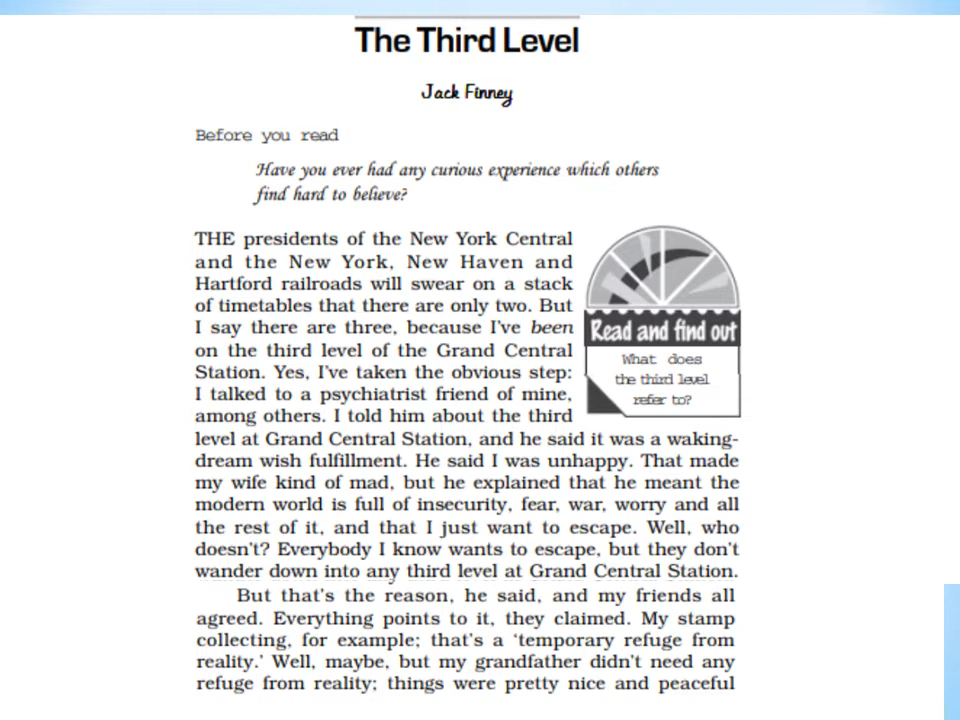 The Third Level
Jack Finney
Before you read
Have you ever had any curious experience which others
find hard to believe?
THE presidents of the New York Central
and the New York, New Haven and
Hartford railroads will swear on a stack
of timetables that there are only two. But
I say there are three, because I've been
on the third level of the Grand Central
Station. Yes, I've taken the obvious step:
I talked to a psychiatrist friend of mine,
among others. I told him about the third
level at Grand Central Station, and he said it was a waking-
dream wish fulfillment. He said I was unhappy. That made
my wife kind of mad, but he explained that he meant the
modern world is full of insecurity, fear, war, worry and all
the rest of it, and that I just want to escape. Well, who
doesn't? Everybody I know wants to escape, but they don't
wander down into any third level at Grand Central Station.
But that's the reason, he said, and my friends all
agreed. Everything points to it, they claimed. My stamp
collecting, for example; that's a ‘temporary refuge from
reality.’ Well, maybe, but my grandfather didn't need any
refuge from reality; things were pretty nice and peaceful
Read and find out
What does
the third level
refer to?